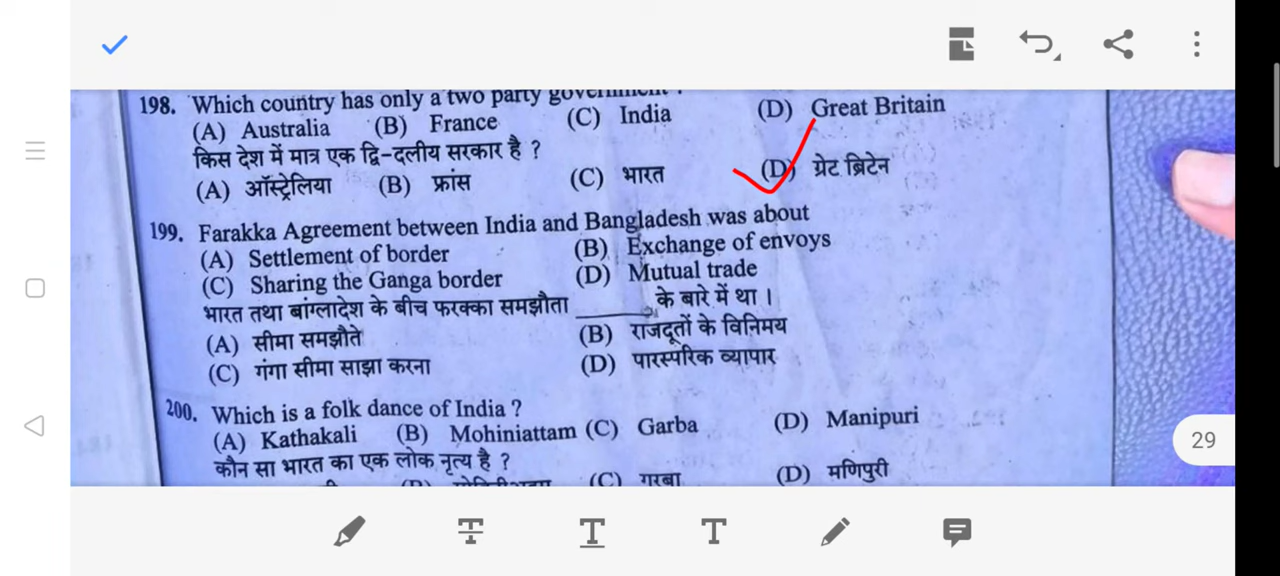 198. Which country has only a two party government ?
(A) Australia (B) France (C) India (D) Great Britain
किस देश में मात्र एक द्वि-दलीय सरकार है ?
(A) ऑस्ट्रेलिया (B) फ्रांस (C) भारत (D) ग्रेट ब्रिटेन
199. Farakka Agreement between India and Bangladesh was about
(A) Settlement of border (B) Exchange of envoys
(C) Sharing the Ganga border (D) Mutual trade
भारत तथा बांग्लादेश के बीच फरक्का समझौता ______ के बारे में था ।
(A) सीमा समझौते (B) राजदूतों के विनिमय
(C) गंगा सीमा साझा करना (D) पारस्परिक व्यापार
200. Which is a folk dance of India ?
(A) Kathakali (B) Mohiniattam (C) Garba (D) Manipuri
कौन सा भारत का एक लोक नृत्य है ?
(C) गरबा (D) मणिपुरी
29
T T T